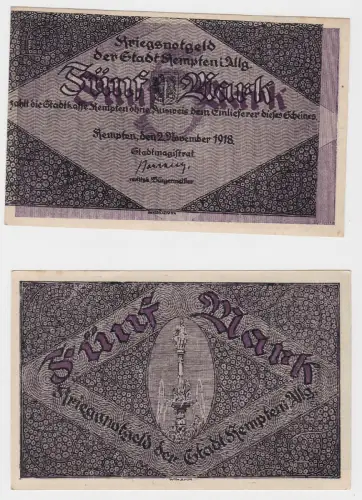 Kriegsnotgeld
der Stadt Kempten i/Allg.
Fünf Mark
zahlt die Stadtkasse Kempten ohne Ausweis dem Einlieferer dieses Scheines
Kempten, den 2. November 1918.
Stadtmagistrat
rechtsk. Bürgermeister
Fünf Mark
Kriegsnotgeld der Stadt Kempten i/Allg.